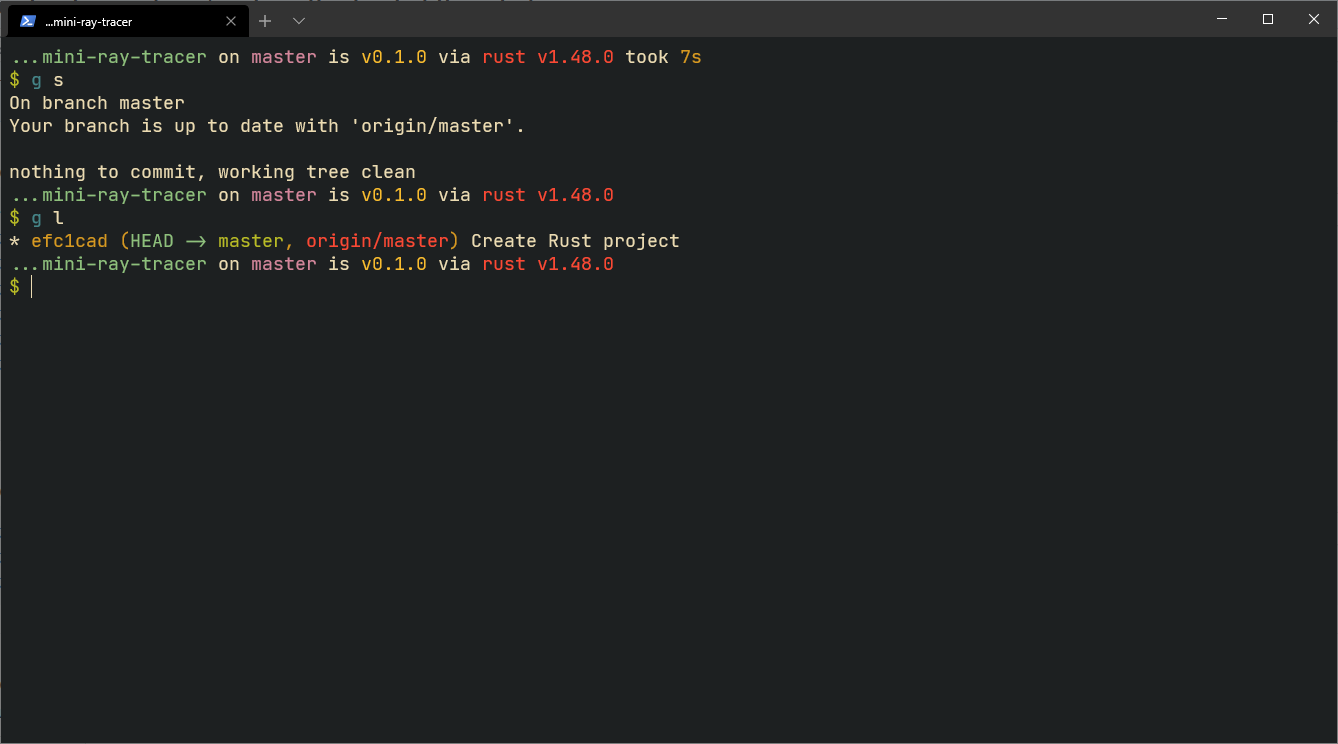 ...mini-ray-tracer
...mini-ray-tracer on master is v0.1.0 via rust v1.48.0 took 7s
$ g s
On branch master
Your branch is up to date with 'origin/master'.
nothing to commit, working tree clean
...mini-ray-tracer on master is v0.1.0 via rust v1.48.0
$ g l
* efc1cad (HEAD -> master, origin/master) Create Rust project
...mini-ray-tracer on master is v0.1.0 via rust v1.48.0
$